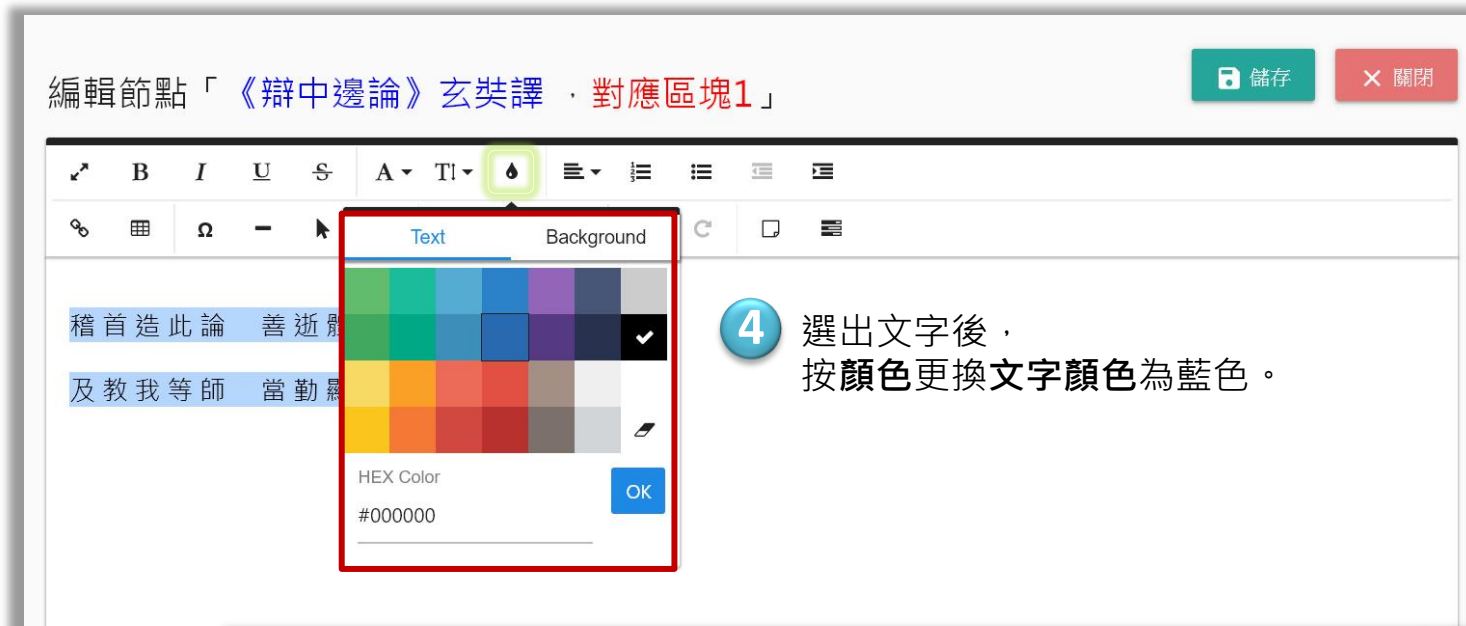 編輯節點「《辯中邊論》玄奘譯 ，對應區塊1」
儲存
關閉
B I U S A T Ω
Text Background
稽首造此論 善逝
及教我等師 當勤
HEX Color
#000000
OK
4
選出文字後，
按顏色更換文字顏色為藍色。